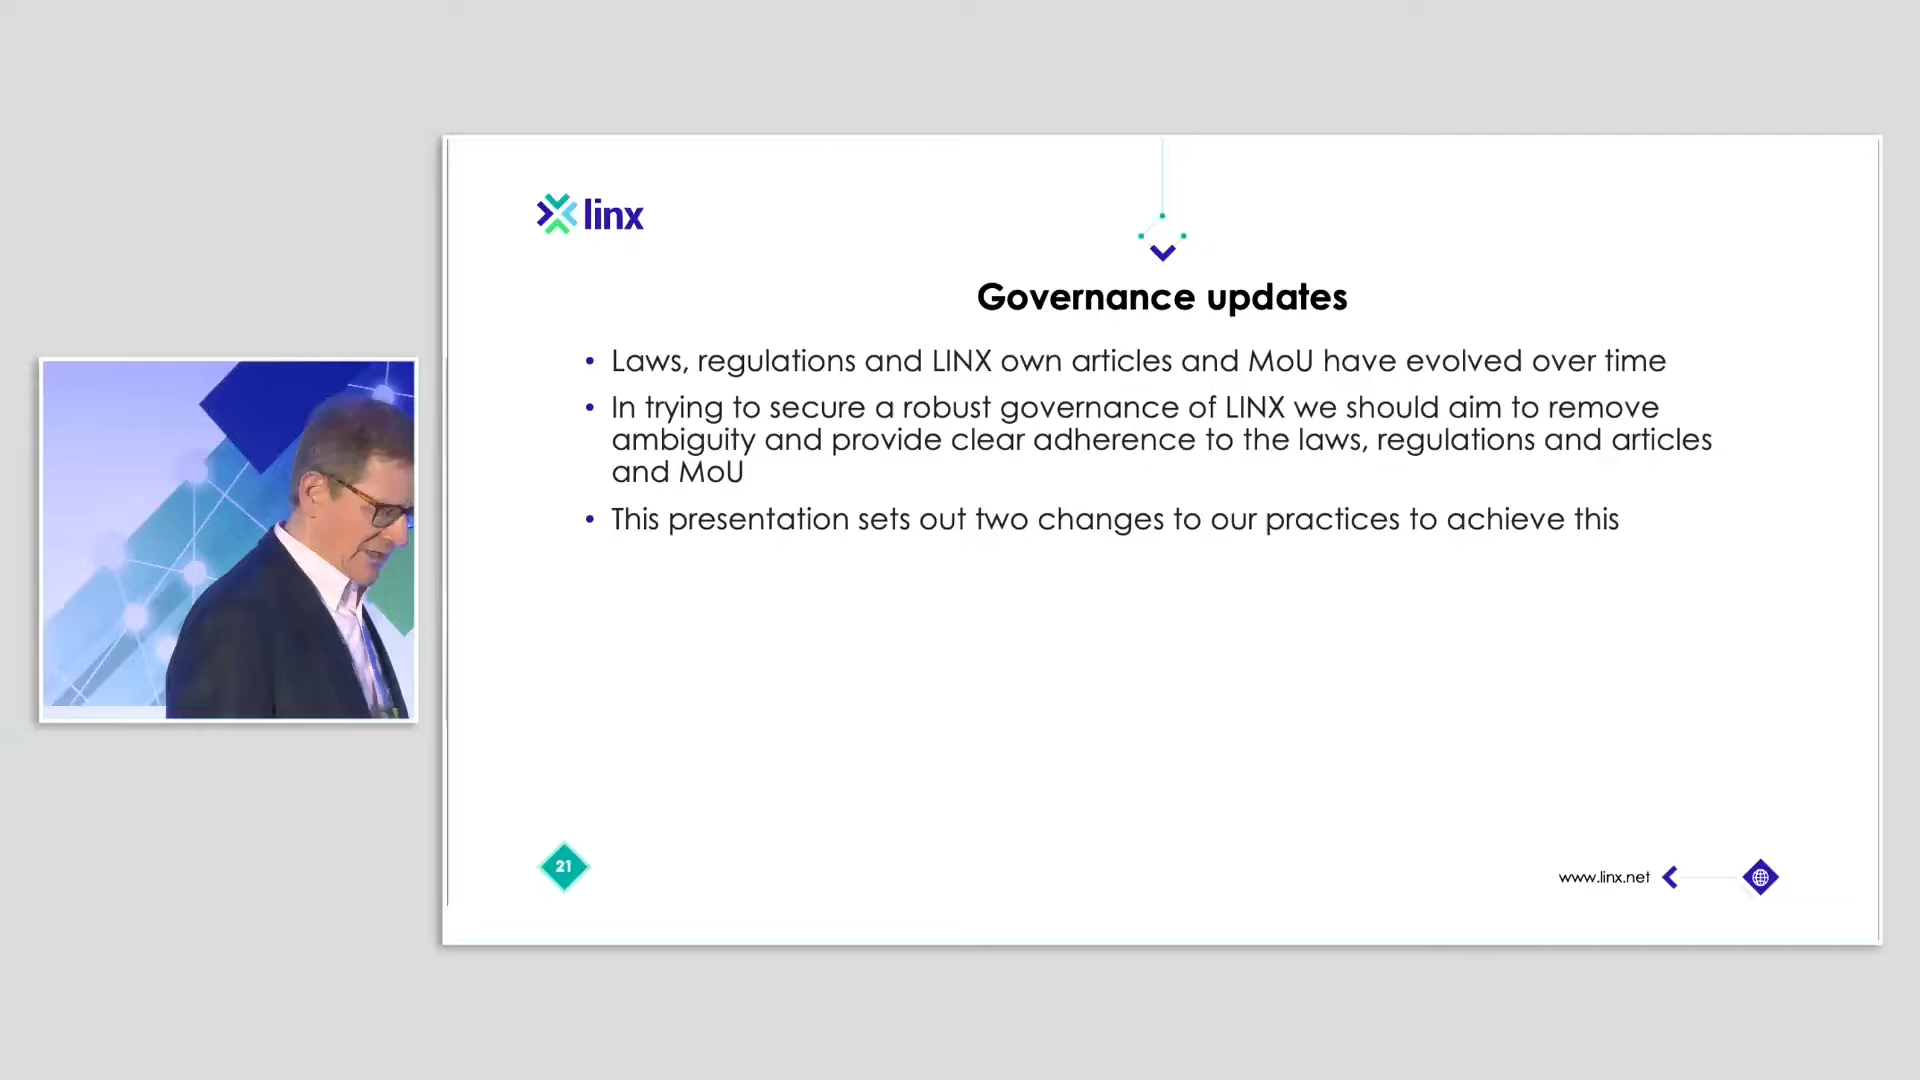 linx
Governance updates
• Laws, regulations and LINX own articles and MoU have evolved over time
• In trying to secure a robust governance of LINX we should aim to remove
ambiguity and provide clear adherence to the laws, regulations and articles
and MoU
• This presentation sets out two changes to our practices to achieve this
21
www.linx.net